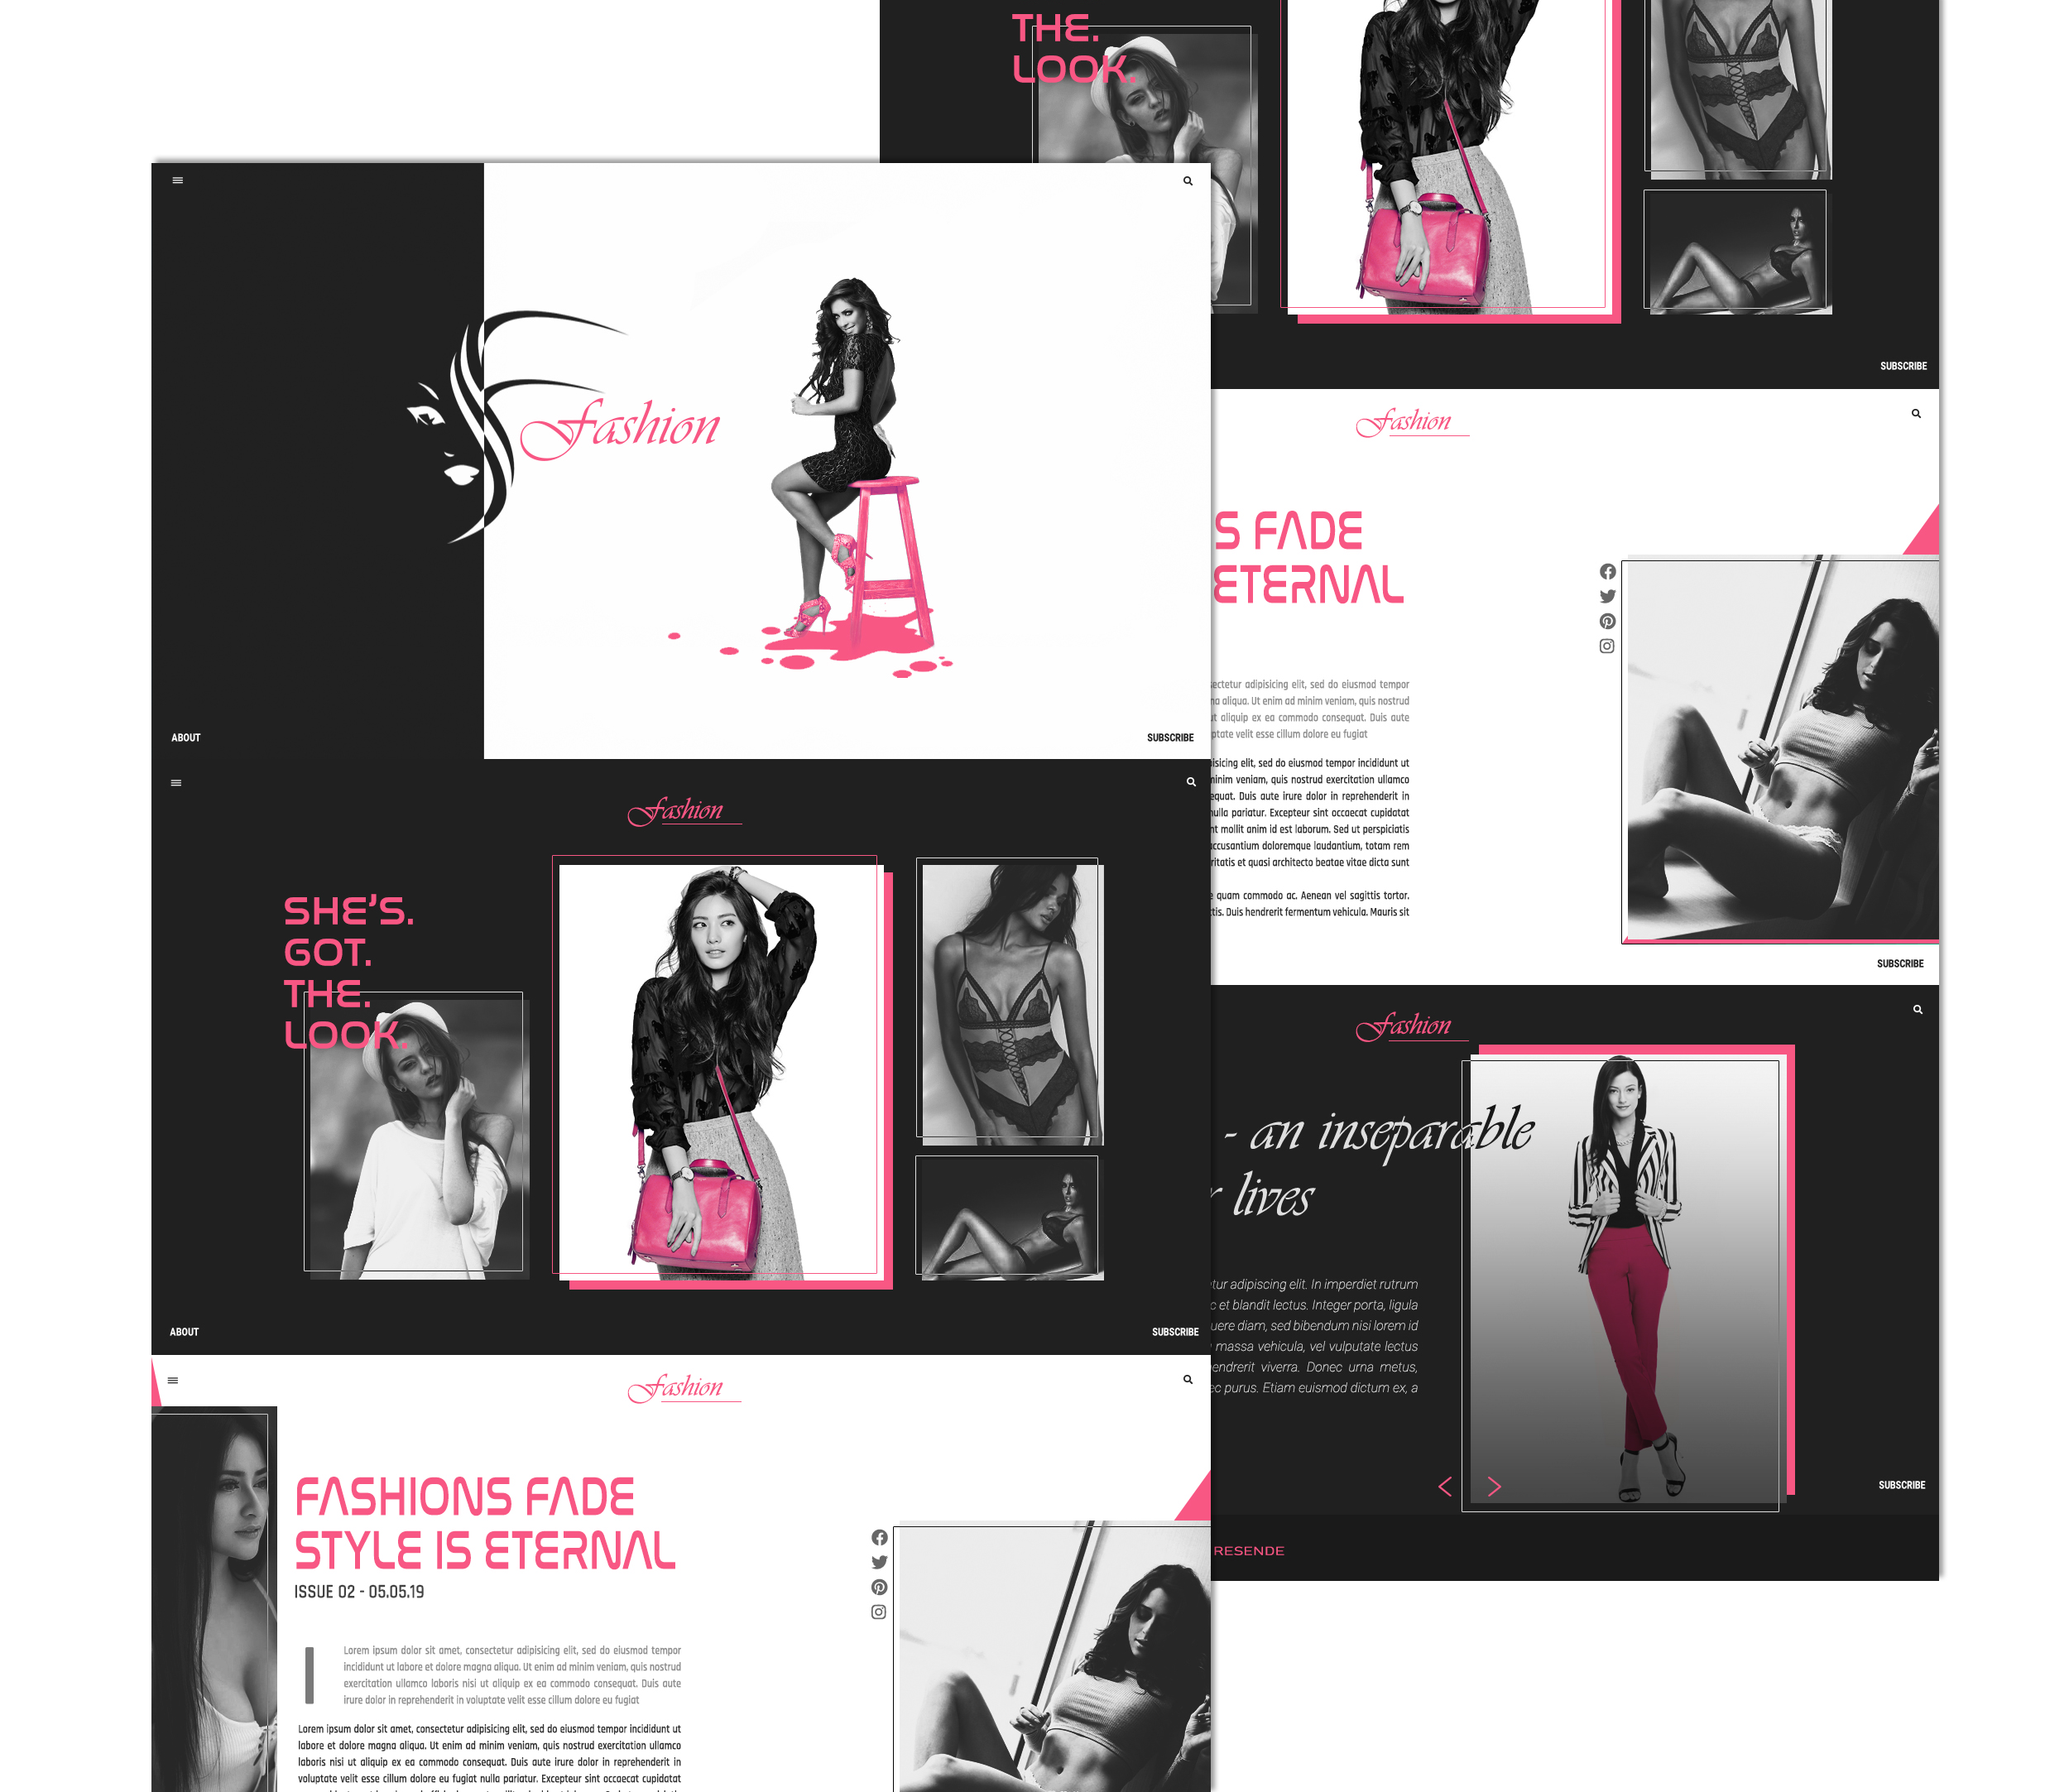 Fashion
ABOUT
SUBSCRIBE
Fashion
SHE'S.
GOT.
THE.
LOOK.
ABOUT
SUBSCRIBE
Fashion
FASHIONS FADE
STYLE IS ETERNAL
ISSUE 02 - 05.05.19
Lorem ipsum dolor sit amet, consectetur adipisicing elit, sed do eiusmod tempor
incididunt ut labore et dolore magna aliqua. Ut enim ad minim veniam, quis nostrud
exercitation ullamco laboris nisi ut aliquip ex ea commodo consequat. Duis aute
irure dolor in reprehenderit in voluptate velit esse cillum dolore eu fugiat
Lorem ipsum dolor sit amet, consectetur adipisicing elit, sed do eiusmod tempor incididunt ut
labore et dolore magna aliqua. Ut enim ad minim veniam, quis nostrud exercitation ullamco
laboris nisi ut aliquip ex ea commodo consequat. Duis aute irure dolor in reprehenderit in
voluptate velit esse cillum dolore eu fugiat nulla pariatur. Excepteur sint occaecat cupidatat
THE.
LOOK.
SUBSCRIBE
Fashion
S FADE
ETERNAL
sectetur adipisicing elit, sed do eiusmod tempor
na aliqua. Ut enim ad minim veniam, quis nostrud
ut aliquip ex ea commodo consequat. Duis aute
ptate velit esse cillum dolore eu fugiat
isicing elit, sed do eiusmod tempor incididunt ut
minim veniam, quis nostrud exercitation ullamco
equat. Duis aute irure dolor in reprehenderit in
nulla pariatur. Excepteur sint occaecat cupidatat
nt mollit anim id est laborum. Sed ut perspiciatis
accusantium doloremque laudantium, totam rem
ritatis et quasi architecto beatae vitae dicta sunt
e quam commodo ac. Aenean vel sagittis tortor.
ctis. Duis hendrerit fermentum vehicula. Mauris sit
SUBSCRIBE
Fashion
- an inseparable
r lives
tur adipiscing elit. In imperdiet rutrum
c et blandit lectus. Integer porta, ligula
uere diam, sed bibendum nisi lorem id
massa vehicula, vel vulputate lectus
hendrerit viverra. Donec urna metus,
ec purus. Etiam euismod dictum ex, a
SUBSCRIBE
RESENDE